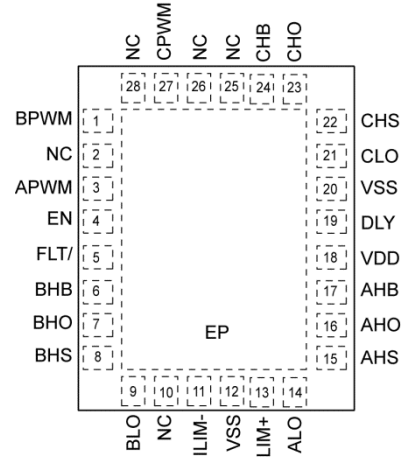 NC CPWM NC NC CHB CHO
28 27 26 25 24 23
BPWM 1 22 CHS
NC 2 21 CLO
APWM 3 20 VSS
EN 4 19 DLY
FLT/ 5 18 VDD
BHB 6 17 AHB
BHO 7 16 AHO
BHS 8 15 AHS
EP
9 10 11 12 13 14
BLO NC ILIM- VSS LIM+ ALO